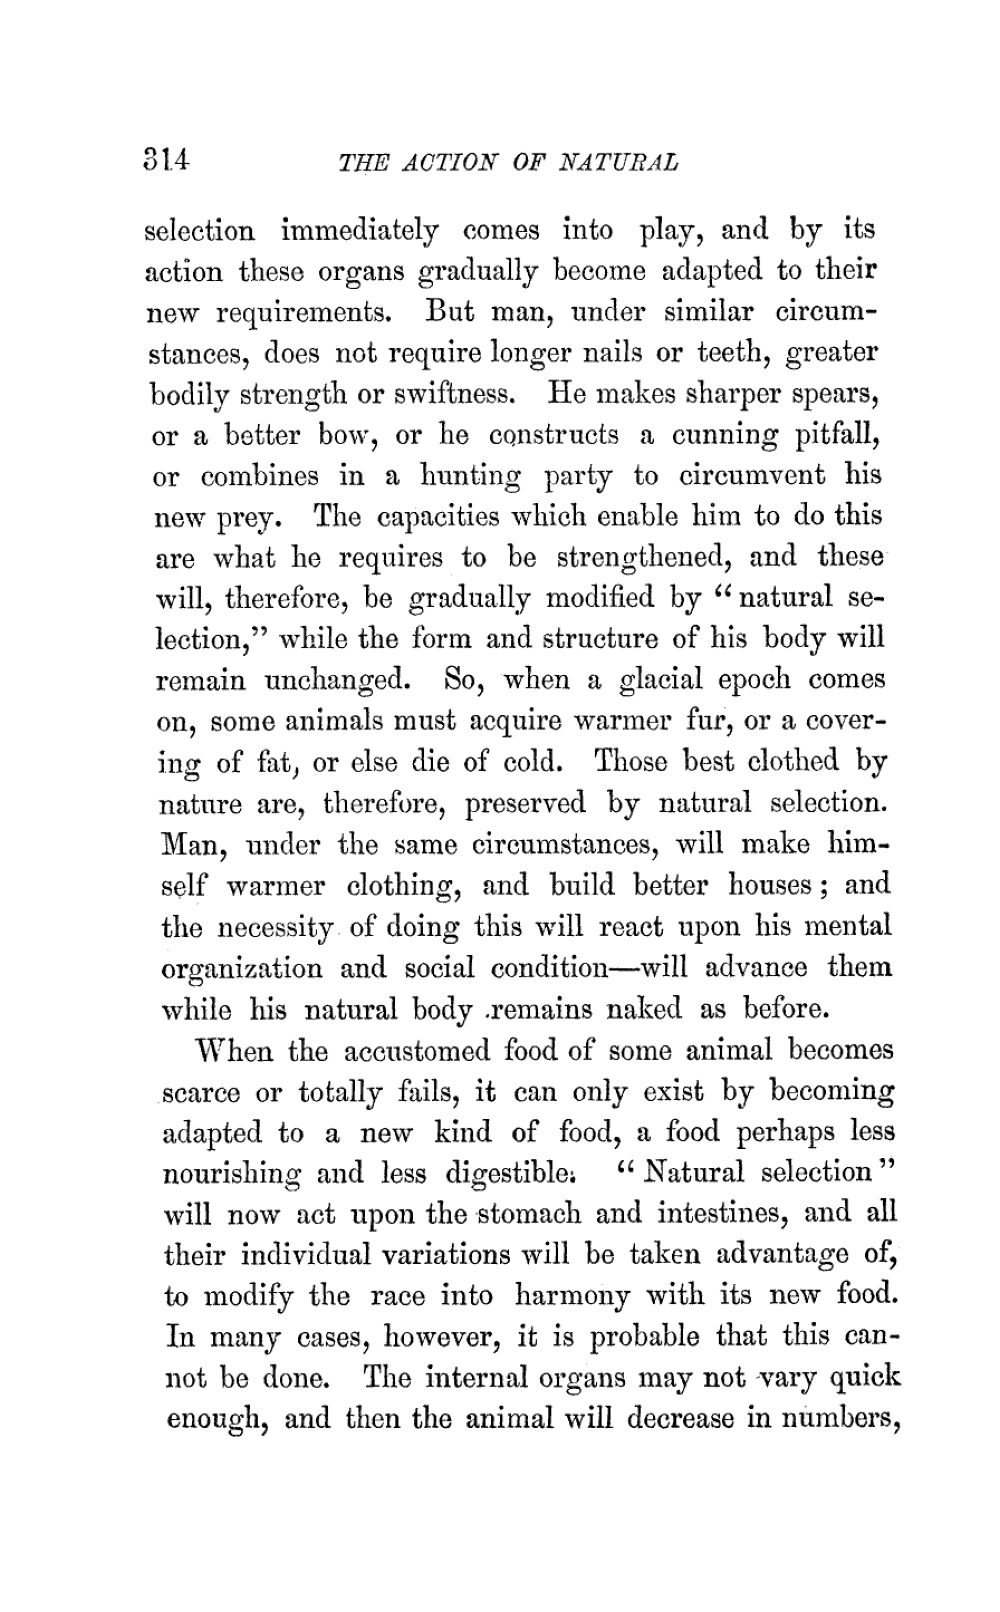 314 THE ACTION OF NATURAL
selection immediately comes into play, and by its
action these organs gradually become adapted to their
new requirements. But man, under similar circum-
stances, does not require longer nails or teeth, greater
bodily strength or swiftness. He makes sharper spears,
or a better bow, or he constructs a cunning pitfall,
or combines in a hunting party to circumvent his
new prey. The capacities which enable him to do this
are what he requires to be strengthened, and these
will, therefore, be gradually modified by “natural se-
lection,” while the form and structure of his body will
remain unchanged. So, when a glacial epoch comes
on, some animals must acquire warmer fur, or a cover-
ing of fat, or else die of cold. Those best clothed by
nature are, therefore, preserved by natural selection.
Man, under the same circumstances, will make him-
self warmer clothing, and build better houses; and
the necessity of doing this will react upon his mental
organization and social condition—will advance them
while his natural body remains naked as before.
When the accustomed food of some animal becomes
scarce or totally fails, it can only exist by becoming
adapted to a new kind of food, a food perhaps less
nourishing and less digestible. “Natural selection”
will now act upon the stomach and intestines, and all
their individual variations will be taken advantage of,
to modify the race into harmony with its new food.
In many cases, however, it is probable that this can-
not be done. The internal organs may not vary quick
enough, and then the animal will decrease in numbers,